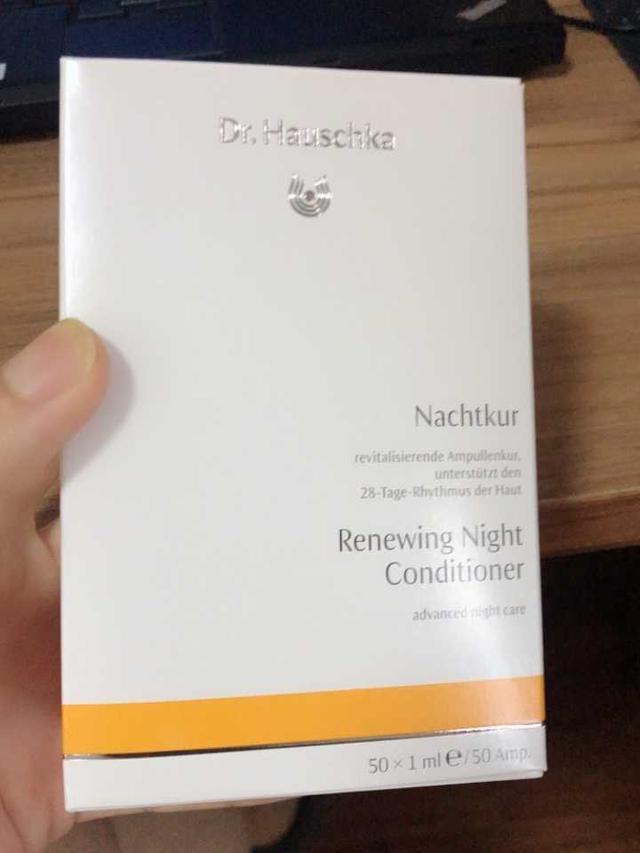 Dr. Hauschka
Nachtkur
revitalisierende Ampullenkur,
unterstützt den
28-Tage-Rhythmus der Haut
Renewing Night
Conditioner
advanced night care
50 × 1 ml ℮/50 Amp.